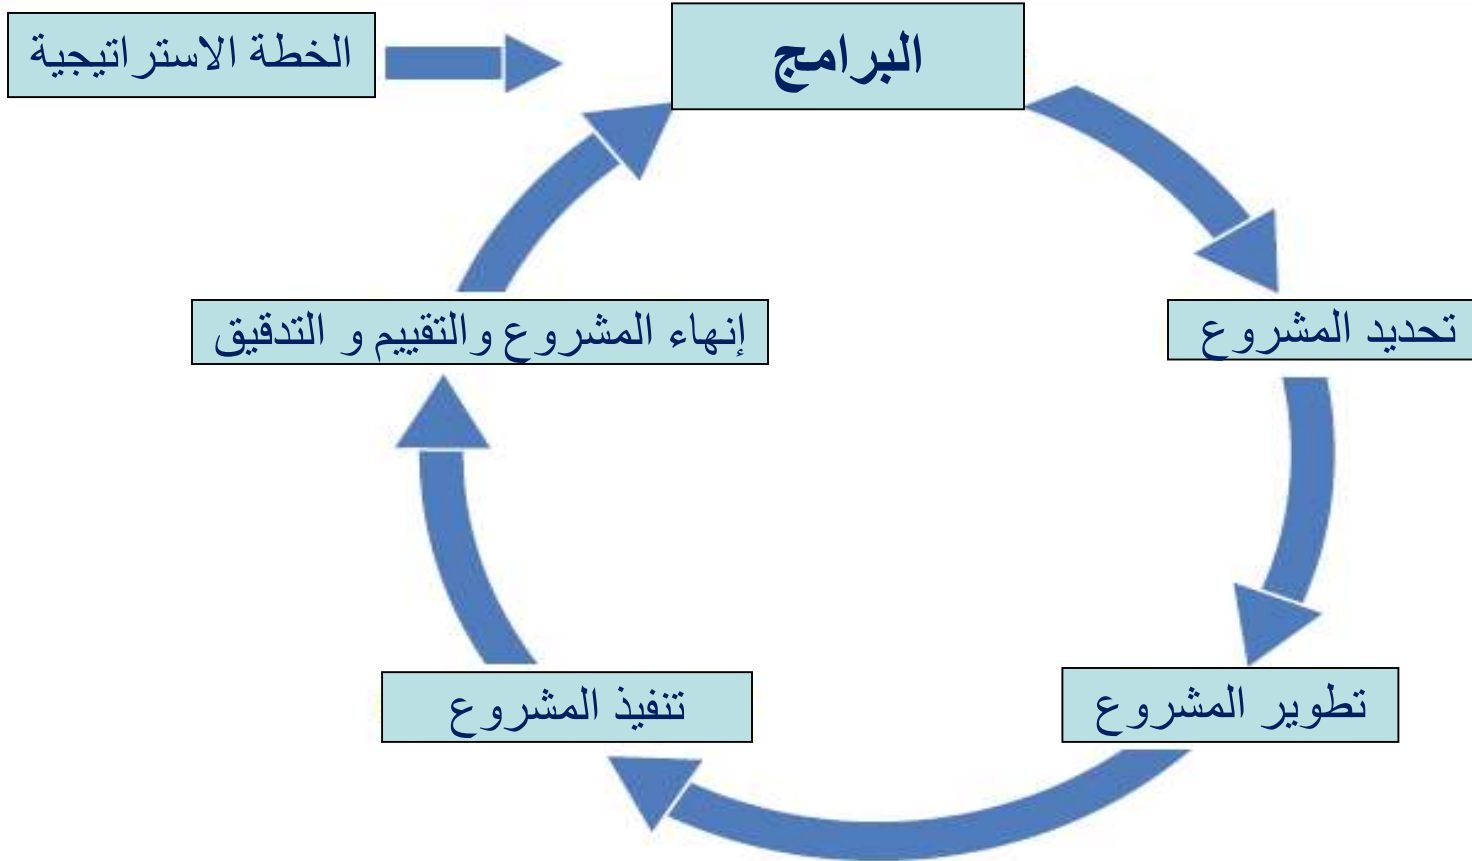 الخطة الاستراتيجية
البرامج
تحديد المشروع
تطوير المشروع
تنفيذ المشروع
إنهاء المشروع والتقييم و التدقيق